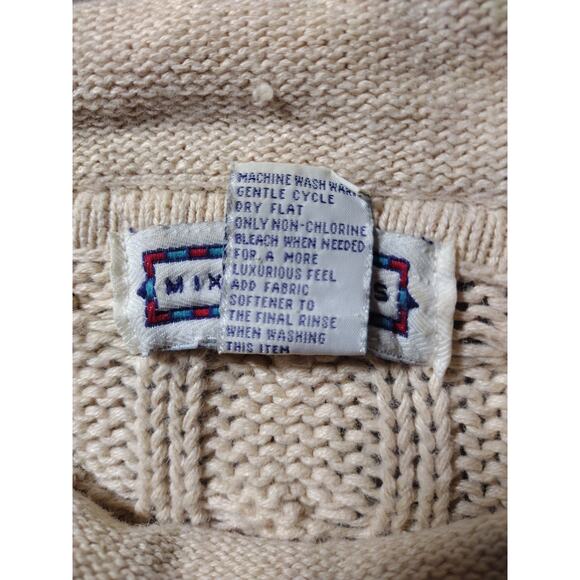 MACHINE WASH WARM
GENTLE CYCLE
DRY FLAT
ONLY NON-CHLORINE
BLEACH WHEN NEEDED
FOR A MORE
LUXURIOUS FEEL
ADD FABRIC
SOFTENER TO
THE FINAL RINSE
WHEN WASHING
THIS ITEM
MIX S